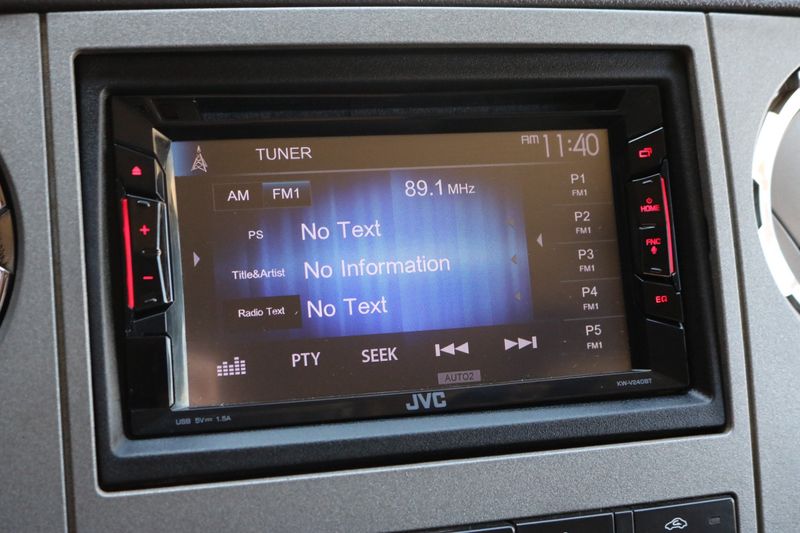 TUNER
AM 11:40
AM FM1 89.1 MHz
PS No Text
Title&Artist No Information
Radio Text No Text
P1
FM1
P2
FM1
P3
FM1
P4
FM1
P5
FM1
PTY SEEK
AUTO2
+
-
HOME
FNC
EQ
USB 5V 1.5A
JVC
KW-V240BT